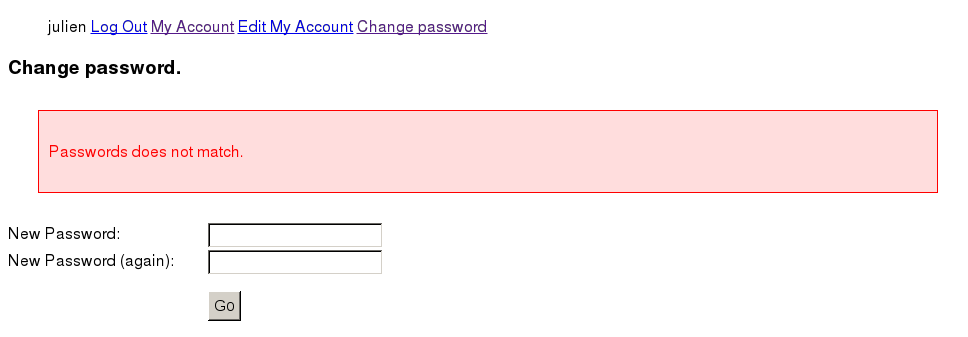 julien Log Out My Account Edit My Account Change password
Change password.
Passwords does not match.
New Password:
New Password (again):
Go